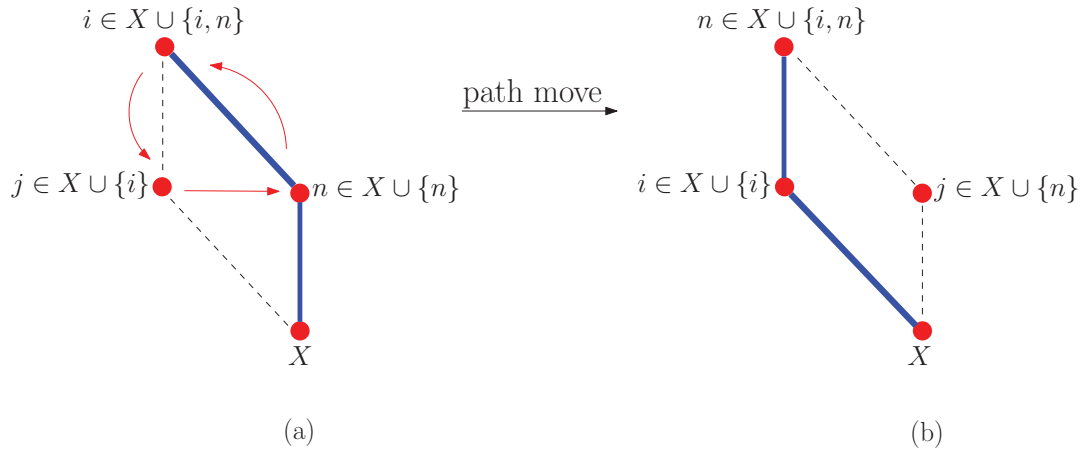 i ∈ X ∪ {i, n}
j ∈ X ∪ {i}
n ∈ X ∪ {n}
X
(a)
path move
n ∈ X ∪ {i, n}
i ∈ X ∪ {i}
j ∈ X ∪ {n}
X
(b)